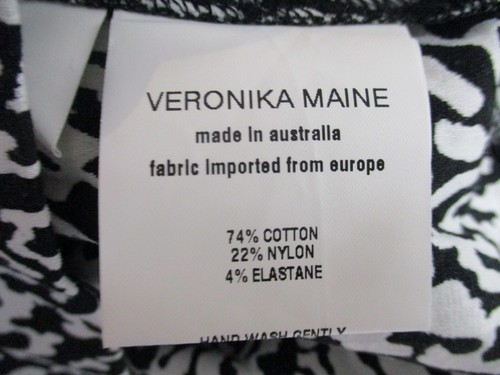 VERONIKA MAINE
made in australia
fabric imported from europe
74% COTTON
22% NYLON
4% ELASTANE
HAND WASH GENTLY